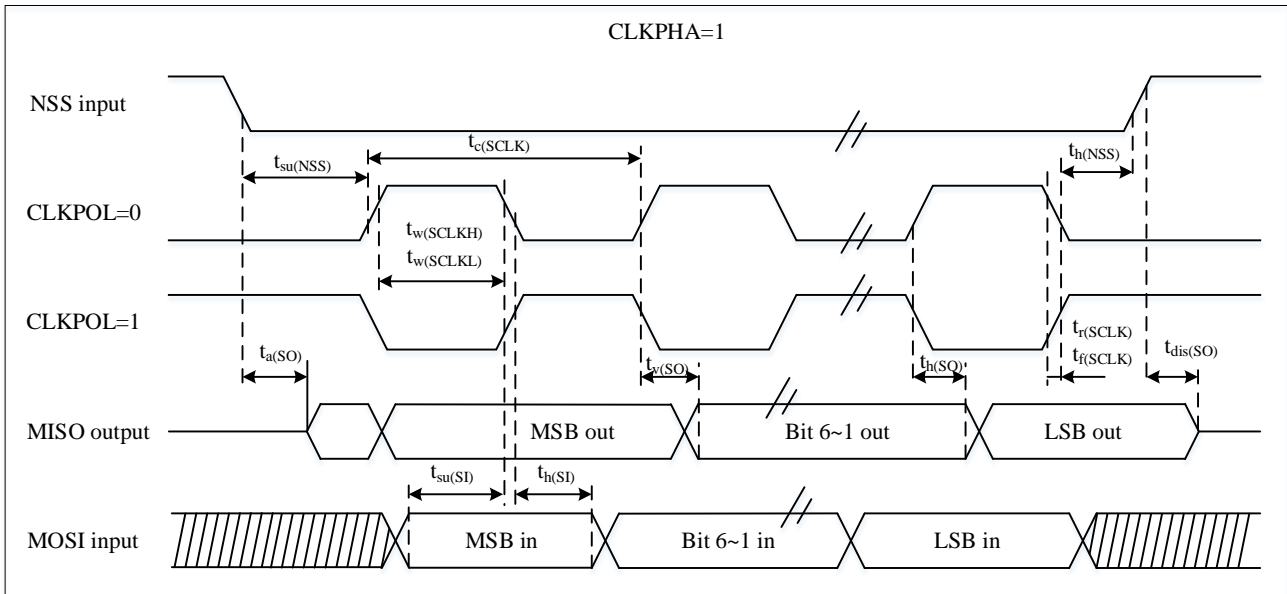 CLKPHA=1
NSS input
tc(SCLK)
tsu(NSS)
th(NSS)
CLKPOL=0
tw(SCLKH)
tw(SCLKL)
CLKPOL=1
tr(SCLK)
tf(SCLK)
ta(SO)
tv(SO)
th(SO)
tdis(SO)
MISO output
MSB out
Bit 6~1 out
LSB out
tsu(SI)
th(SI)
MOSI input
MSB in
Bit 6~1 in
LSB in